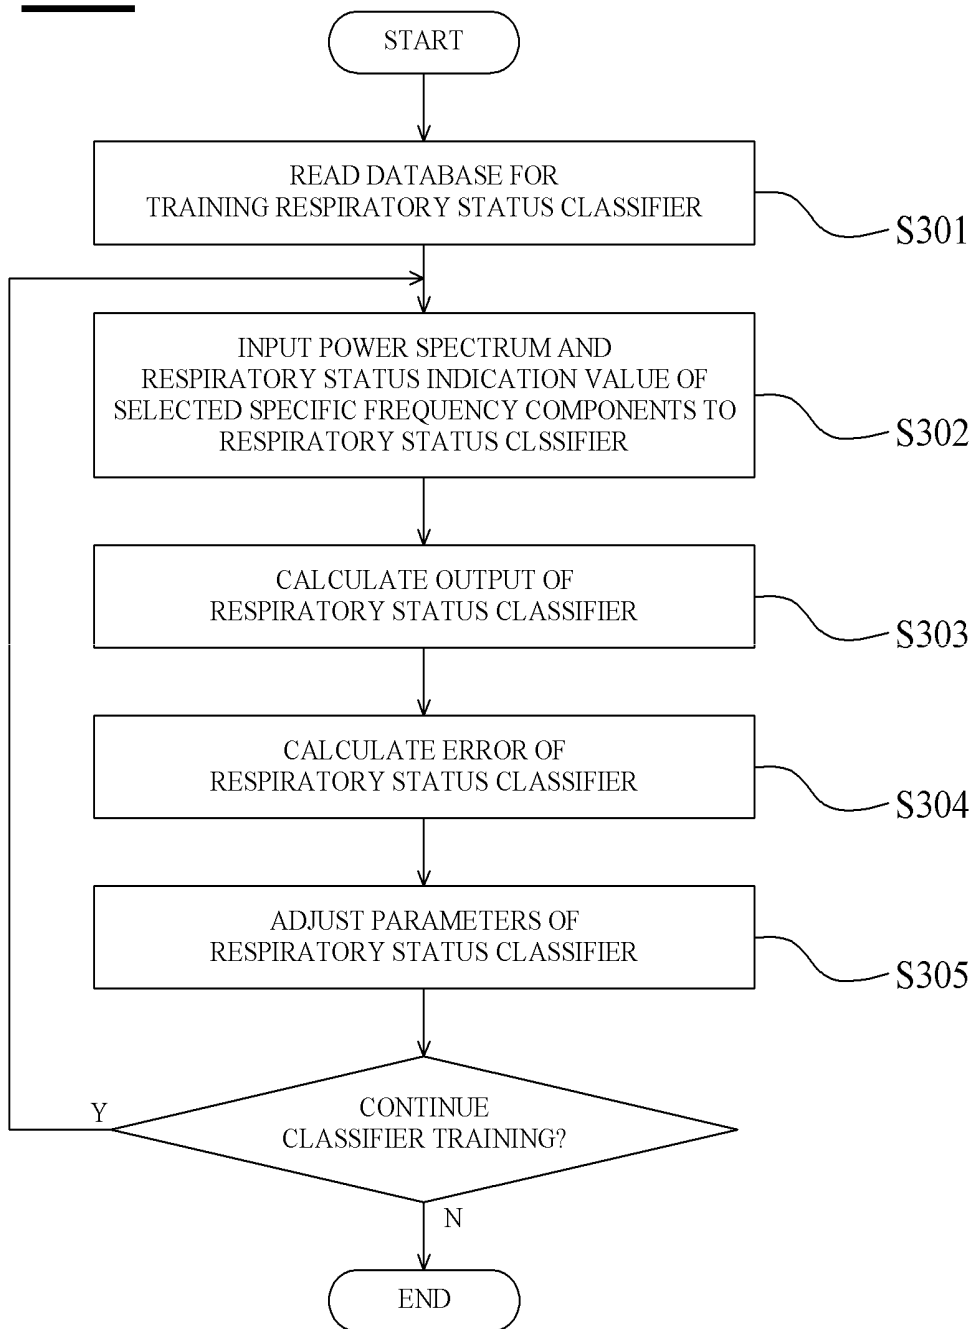 START
READ DATABASE FOR
TRAINING RESPIRATORY STATUS CLASSIFIER
S301
INPUT POWER SPECTRUM AND
RESPIRATORY STATUS INDICATION VALUE OF
SELECTED SPECIFIC FREQUENCY COMPONENTS TO
RESPIRATORY STATUS CLSSIFIER
S302
CALCULATE OUTPUT OF
RESPIRATORY STATUS CLASSIFIER
S303
CALCULATE ERROR OF
RESPIRATORY STATUS CLASSIFIER
S304
ADJUST PARAMETERS OF
RESPIRATORY STATUS CLASSIFIER
S305
Y
CONTINUE
CLASSIFIER TRAINING?
N
END